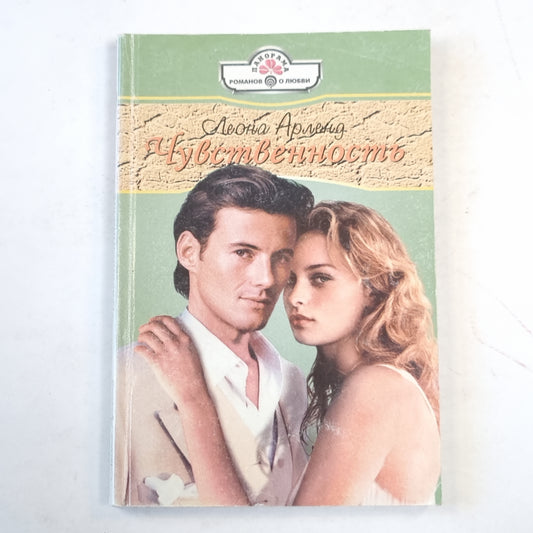 ПАНОРАМА
РОМАНОВ О ЛЮБВИ
Леона Арленд
Чувственность